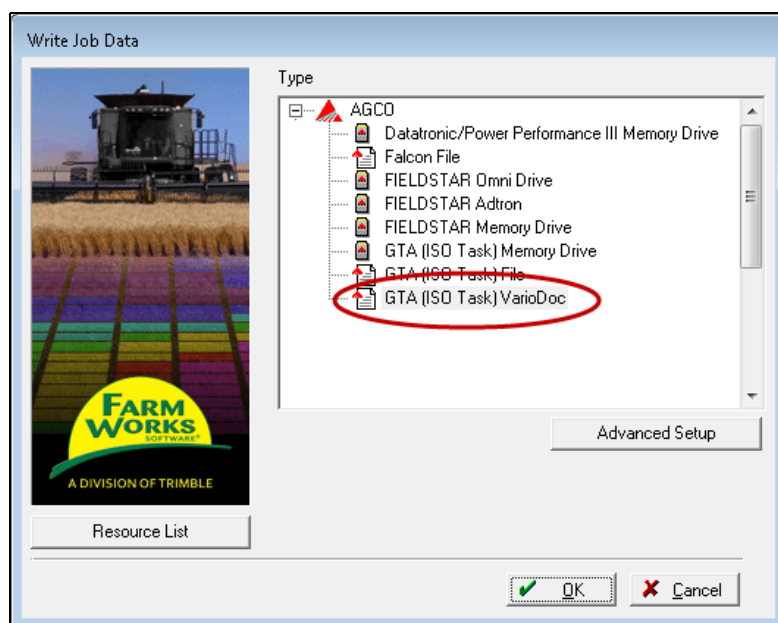 Write Job Data
Type
AGCO
Datatronic/Power Performance III Memory Drive
Falcon File
FIELDSTAR Omni Drive
FIELDSTAR Adtron
FIELDSTAR Memory Drive
GTA (ISO Task) Memory Drive
GTA (ISO Task) File
GTA (ISO Task) VarioDoc
FARM
WORKS
SOFTWARE®
A DIVISION OF TRIMBLE
Advanced Setup
Resource List
OK
Cancel